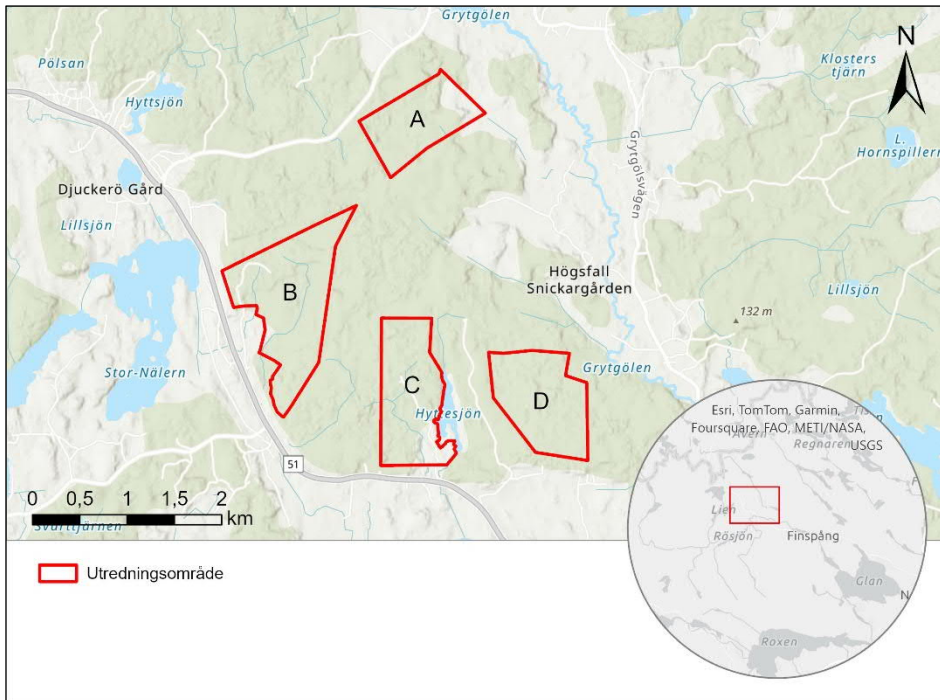 Grytgölen
N
Pölsan
Klosters
tjärn
Hyttsjön
A
L.
Hornspillern
Grytgölsvägen
Djuckerö Gård
Lillsjön
Högsfall
Snickargården
B
Lillsjön
132 m
Stor-Nälern
Grytgölen
C
D
Hyttesjön
51
0 0,5 1 1,5 2
km
Svarttjärnen
Utredningsområde
Esri, TomTom, Garmin,
Foursquare, FAO, METI/NASA,
USGS
Avern
Regnaren
Lien
Rösjön
Finspång
Glan
N
Roxen